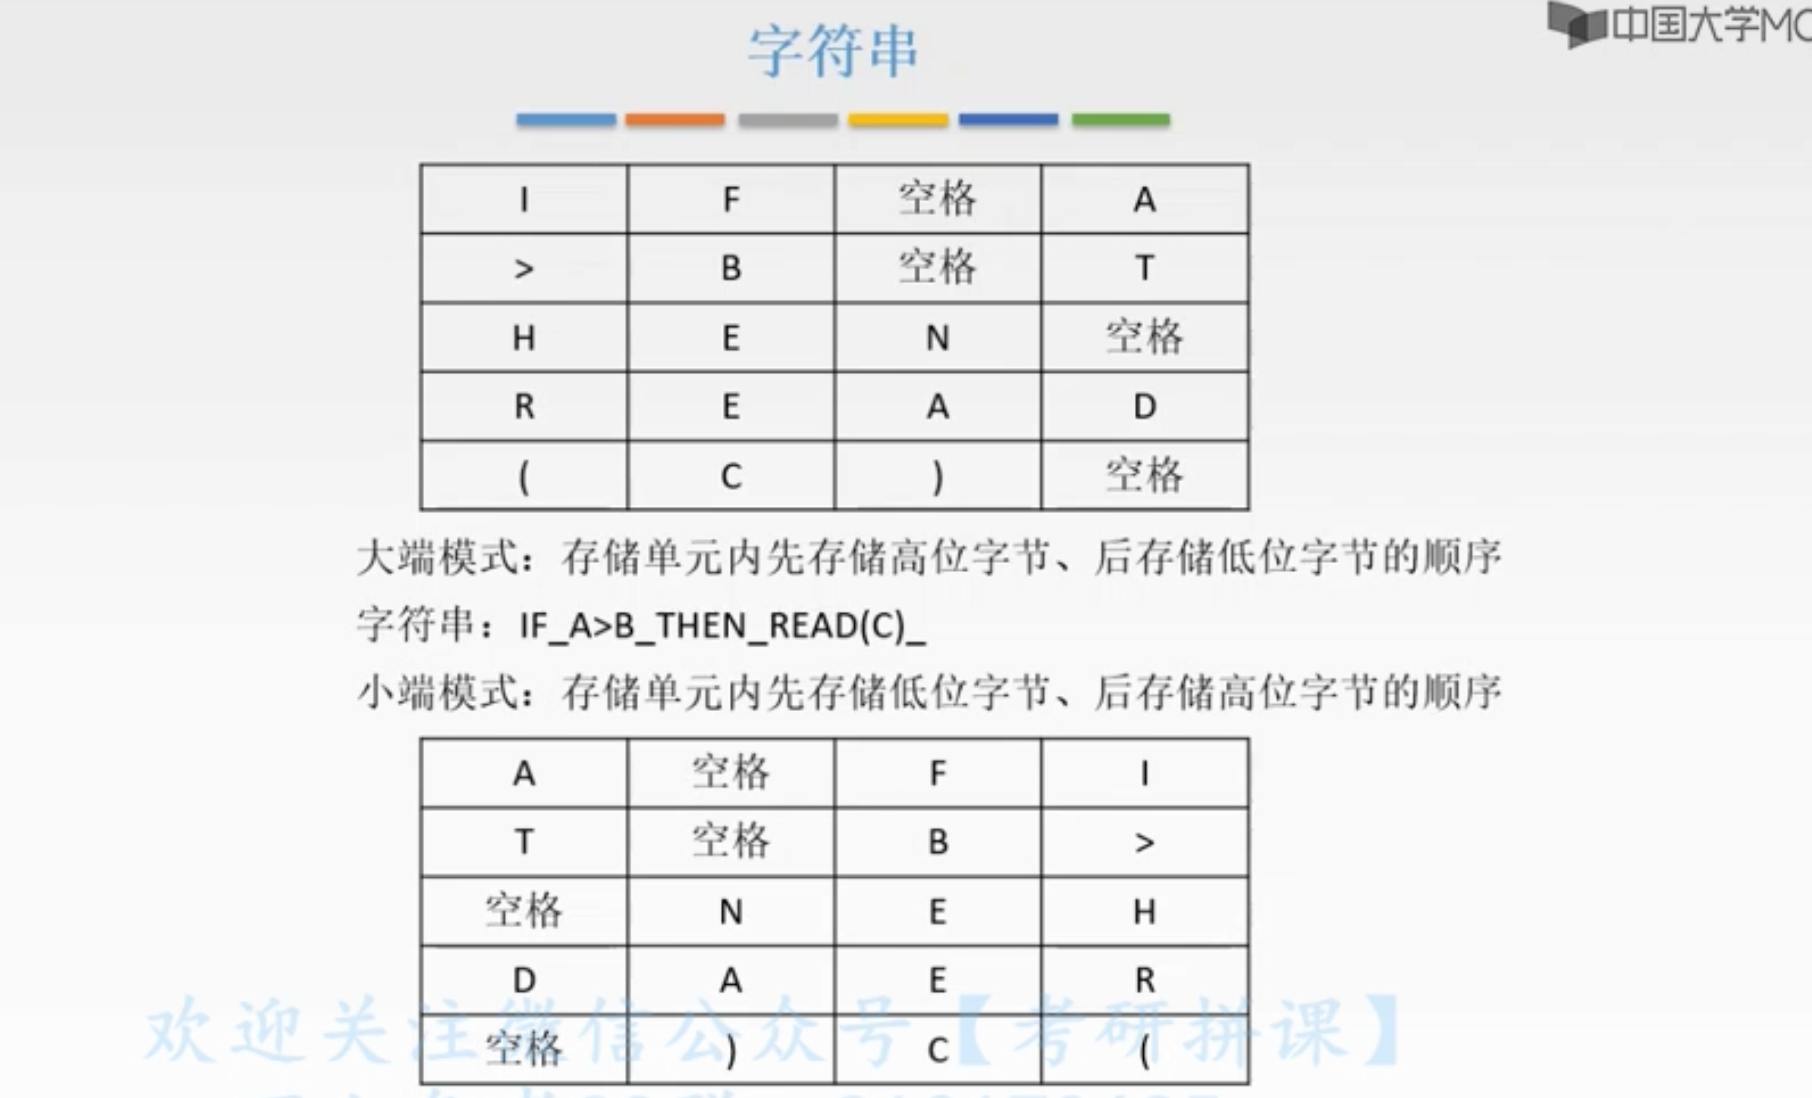 字符串
中国大学MO
I F 空格 A
> B 空格 T
H E N 空格
R E A D
( C ) 空格
大端模式：存储单元内先存储高位字节、后存储低位字节的顺序
字符串：IF_A>B_THEN_READ(C)_
小端模式：存储单元内先存储低位字节、后存储高位字节的顺序
A 空格 F I
T 空格 B >
空格 N E H
D A E R
空格 ) C (
欢迎关注微信公众号【考研拼课】